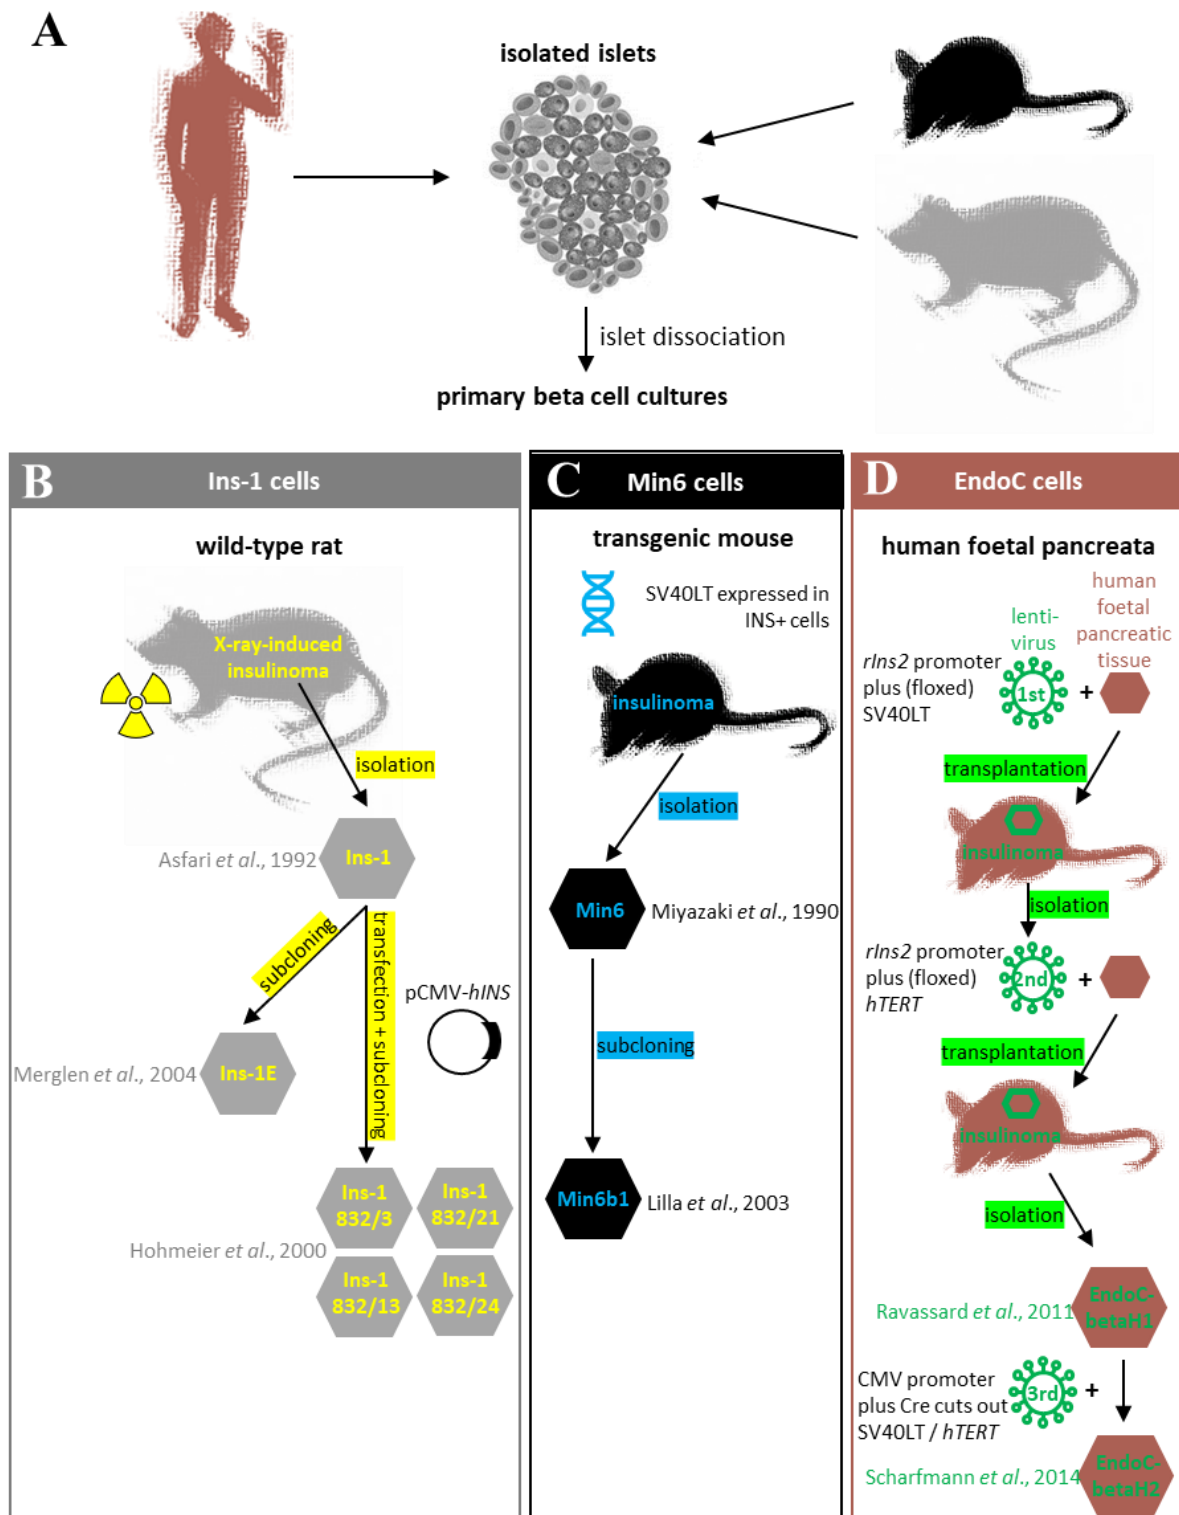 A
isolated islets
islet dissociation
primary beta cell cultures
B
Ins-1 cells
wild-type rat
X-ray-induced
insulinoma
isolation
Asfari et al., 1992
Ins-1
subcloning
transfection + subcloning
pCMV-hINS
Merglen et al., 2004
Ins-1E
Ins-1
832/3
Ins-1
832/21
Hohmeier et al., 2000
Ins-1
832/13
Ins-1
832/24
C
Min6 cells
transgenic mouse
SV40LT expressed in
INS+ cells
insulinoma
isolation
Min6
Miyazaki et al., 1990
subcloning
Min6b1
Lilla et al., 2003
D
EndoC cells
human foetal pancreata
lenti-
virus
human
foetal
pancreatic
tissue
rIns2 promoter
plus (floxed)
SV40LT
1st
+
transplantation
insulinoma
isolation
rIns2 promoter
plus (floxed)
hTERT
2nd
+
transplantation
insulinoma
isolation
Ravassard et al., 2011
EndoC-
betaH1
CMV promoter
plus Cre cuts out
SV40LT / hTERT
3rd
+
Scharfmann et al., 2014
EndoC-
betaH2